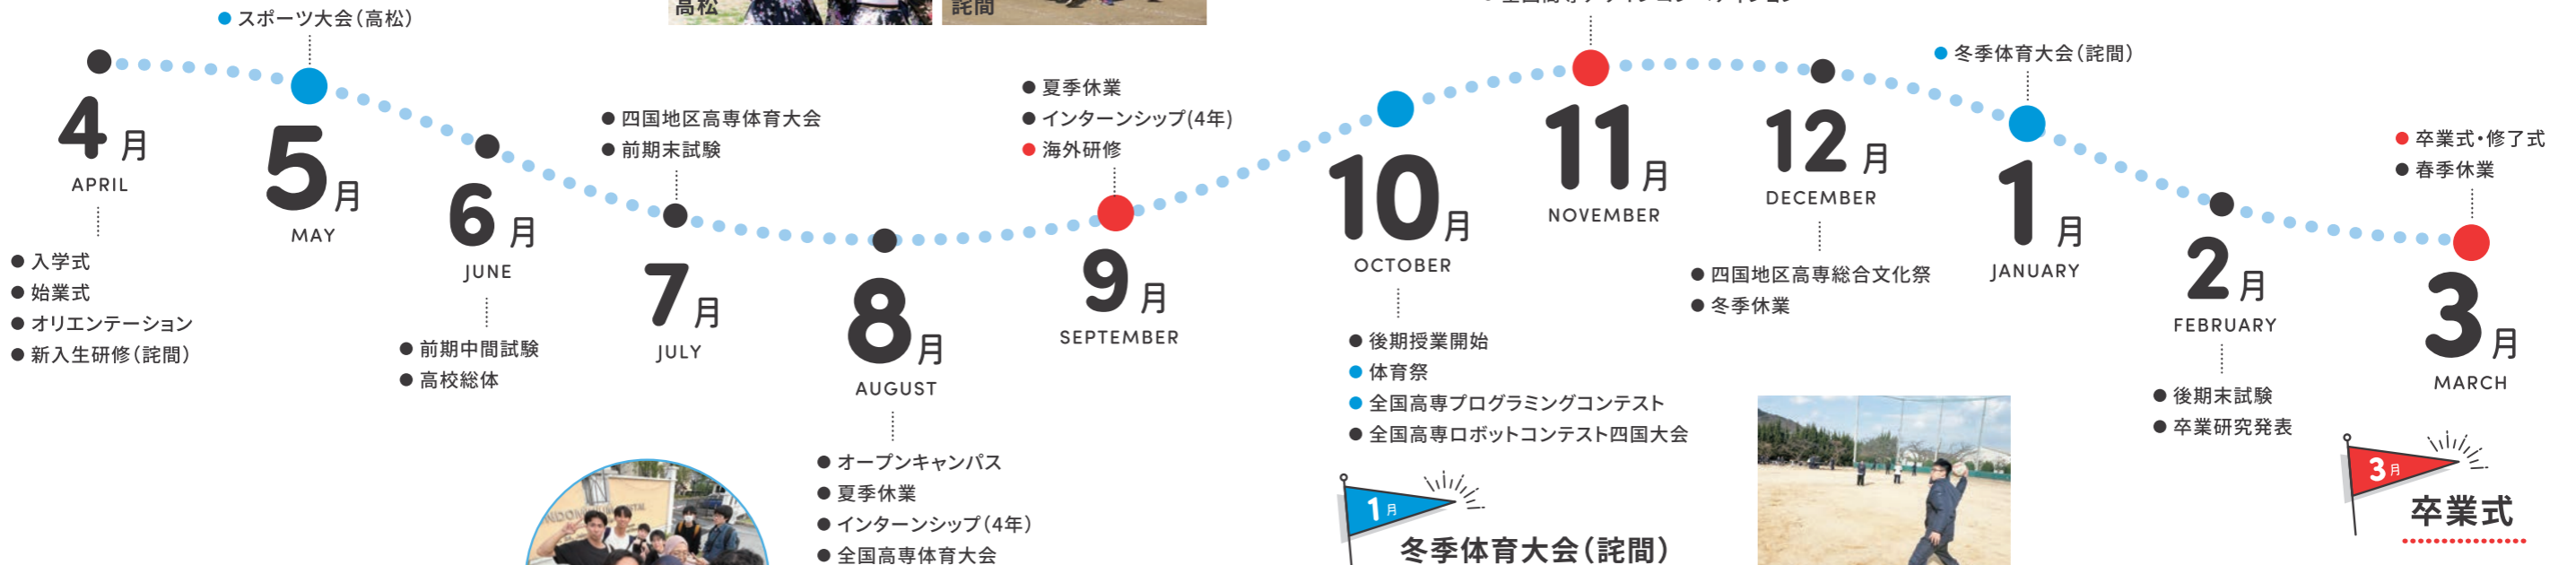 スポーツ大会（高松）
高松
詫間
4月
APRIL
入学式
始業式
オリエンテーション
新入生研修（詫間）
5月
MAY
6月
JUNE
前期中間試験
高校総体
四国地区高専体育大会
前期末試験
7月
JULY
8月
AUGUST
オープンキャンパス
夏季休業
インターンシップ（4年）
全国高専体育大会
夏季休業
インターンシップ(4年)
海外研修
9月
SEPTEMBER
10月
OCTOBER
後期授業開始
体育祭
全国高専プログラミングコンテスト
全国高専ロボットコンテスト四国大会
11月
NOVEMBER
12月
DECEMBER
四国地区高専総合文化祭
冬季休業
冬季体育大会（詫間）
1月
JANUARY
2月
FEBRUARY
後期末試験
卒業研究発表
卒業式・修了式
春季休業
3月
MARCH
1月
冬季体育大会（詫間）
3月
卒業式